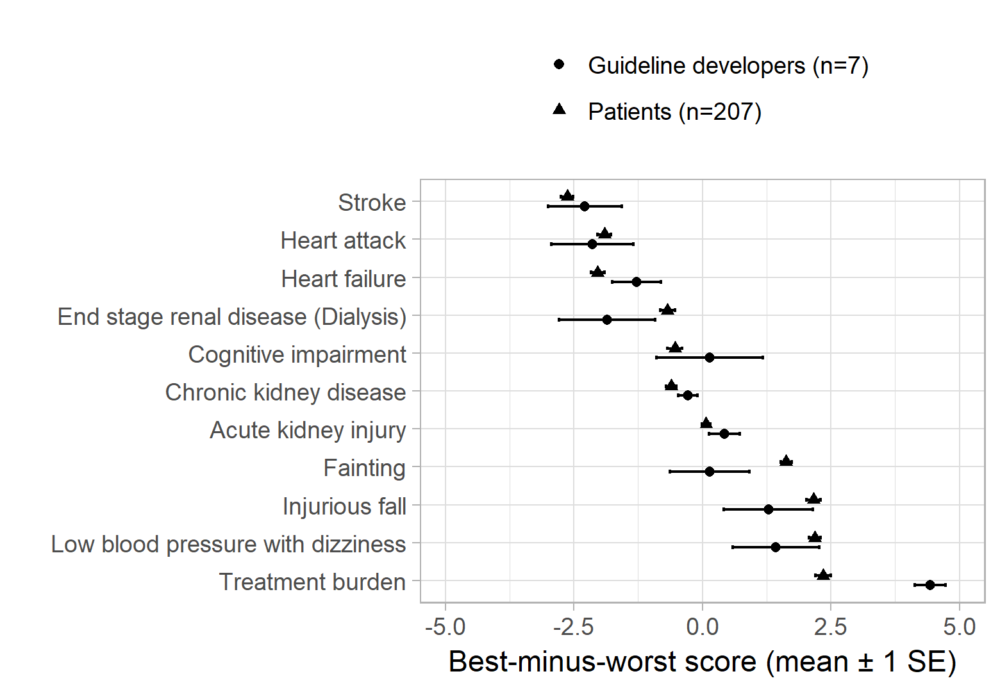 Guideline developers (n=7)
Patients (n=207)
Stroke
Heart attack
Heart failure
End stage renal disease (Dialysis)
Cognitive impairment
Chronic kidney disease
Acute kidney injury
Fainting
Injurious fall
Low blood pressure with dizziness
Treatment burden
-5.0 -2.5 0.0 2.5 5.0
Best-minus-worst score (mean ± 1 SE)